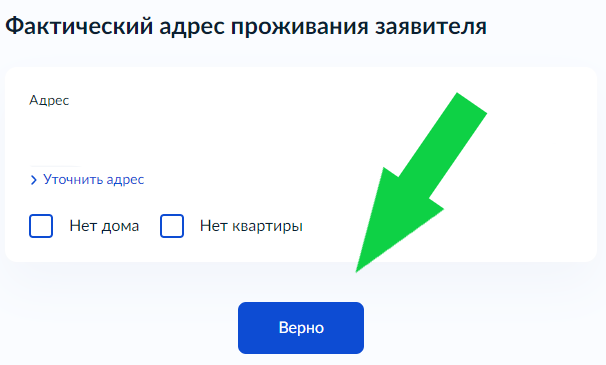 Фактический адрес проживания заявителя
Адрес
Уточнить адрес
Нет дома Нет квартиры
Верно